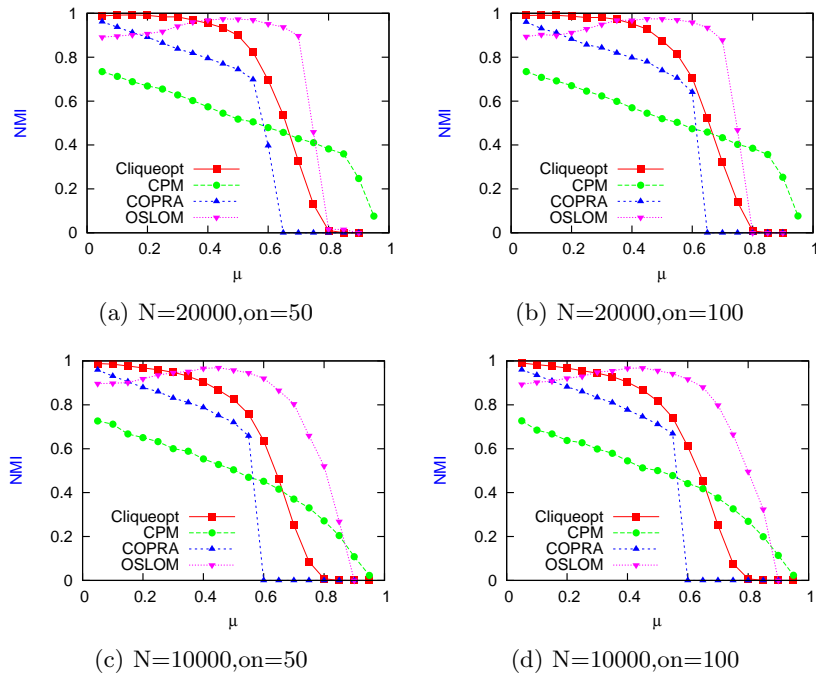 1
0.8
0.6
0.4
0.2
0
NMI
Cliqueopt
CPM
COPRA
OSLOM
0 0.2 0.4 0.6 0.8 1
μ
(a) N=20000,on=50
1
0.8
0.6
0.4
0.2
0
NMI
Cliqueopt
CPM
COPRA
OSLOM
0 0.2 0.4 0.6 0.8 1
μ
(b) N=20000,on=100
1
0.8
0.6
0.4
0.2
0
NMI
Cliqueopt
CPM
COPRA
OSLOM
0 0.2 0.4 0.6 0.8 1
μ
(c) N=10000,on=50
1
0.8
0.6
0.4
0.2
0
NMI
Cliqueopt
CPM
COPRA
OSLOM
0 0.2 0.4 0.6 0.8 1
μ
(d) N=10000,on=100